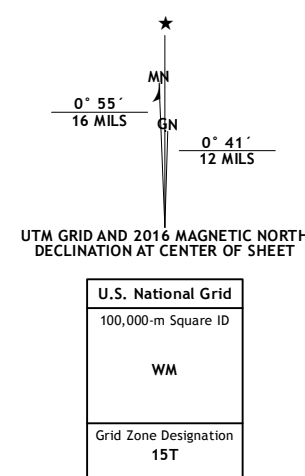 MN
0° 55´
16 MILS
GN
0° 41´
12 MILS
UTM GRID AND 2016 MAGNETIC NORTH
DECLINATION AT CENTER OF SHEET
U.S. National Grid
100,000-m Square ID
WM
Grid Zone Designation
15T